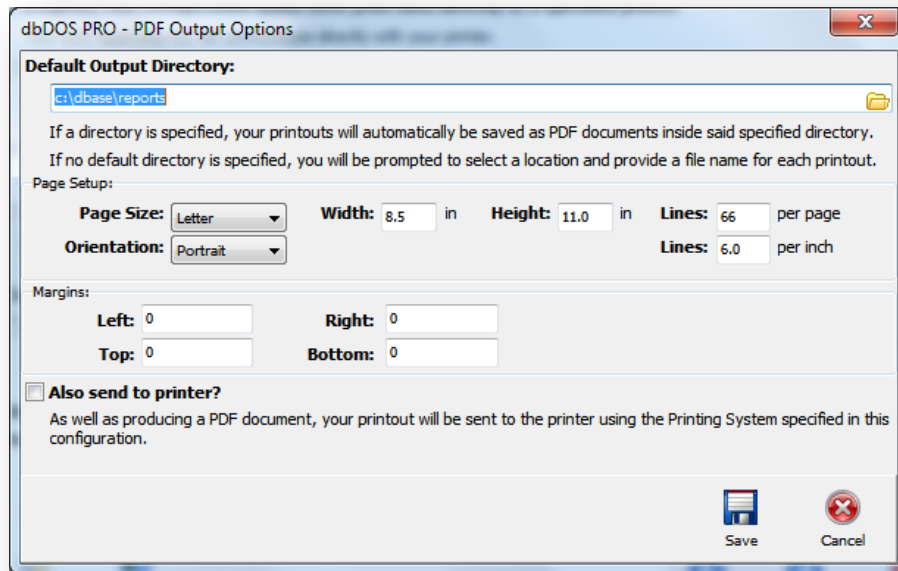 dbDOS PRO - PDF Output Options
directly with your printer.
Default Output Directory:
c:\dbase\reports
If a directory is specified, your printouts will automatically be saved as PDF documents inside said specified directory.
If no default directory is specified, you will be prompted to select a location and provide a file name for each printout.
Page Setup:
Page Size: Letter Width: 8.5 in Height: 11.0 in Lines: 66 per page
Orientation: Portrait Lines: 6.0 per inch
Margins:
Left: 0 Right: 0
Top: 0 Bottom: 0
Also send to printer?
As well as producing a PDF document, your printout will be sent to the printer using the Printing System specified in this
configuration.
Save Cancel